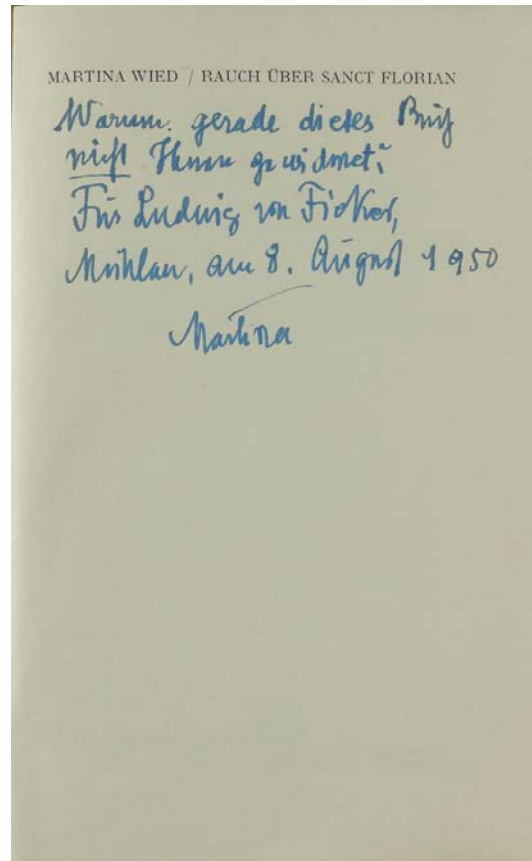 MARTINA WIED / RAUCH ÜBER SANCT FLORIAN
Warum gerade dieses Buch
nicht Ihnen gewidmet?
Für Ludwig von Ficker,
Mühlau, am 8. August 1950
Martina